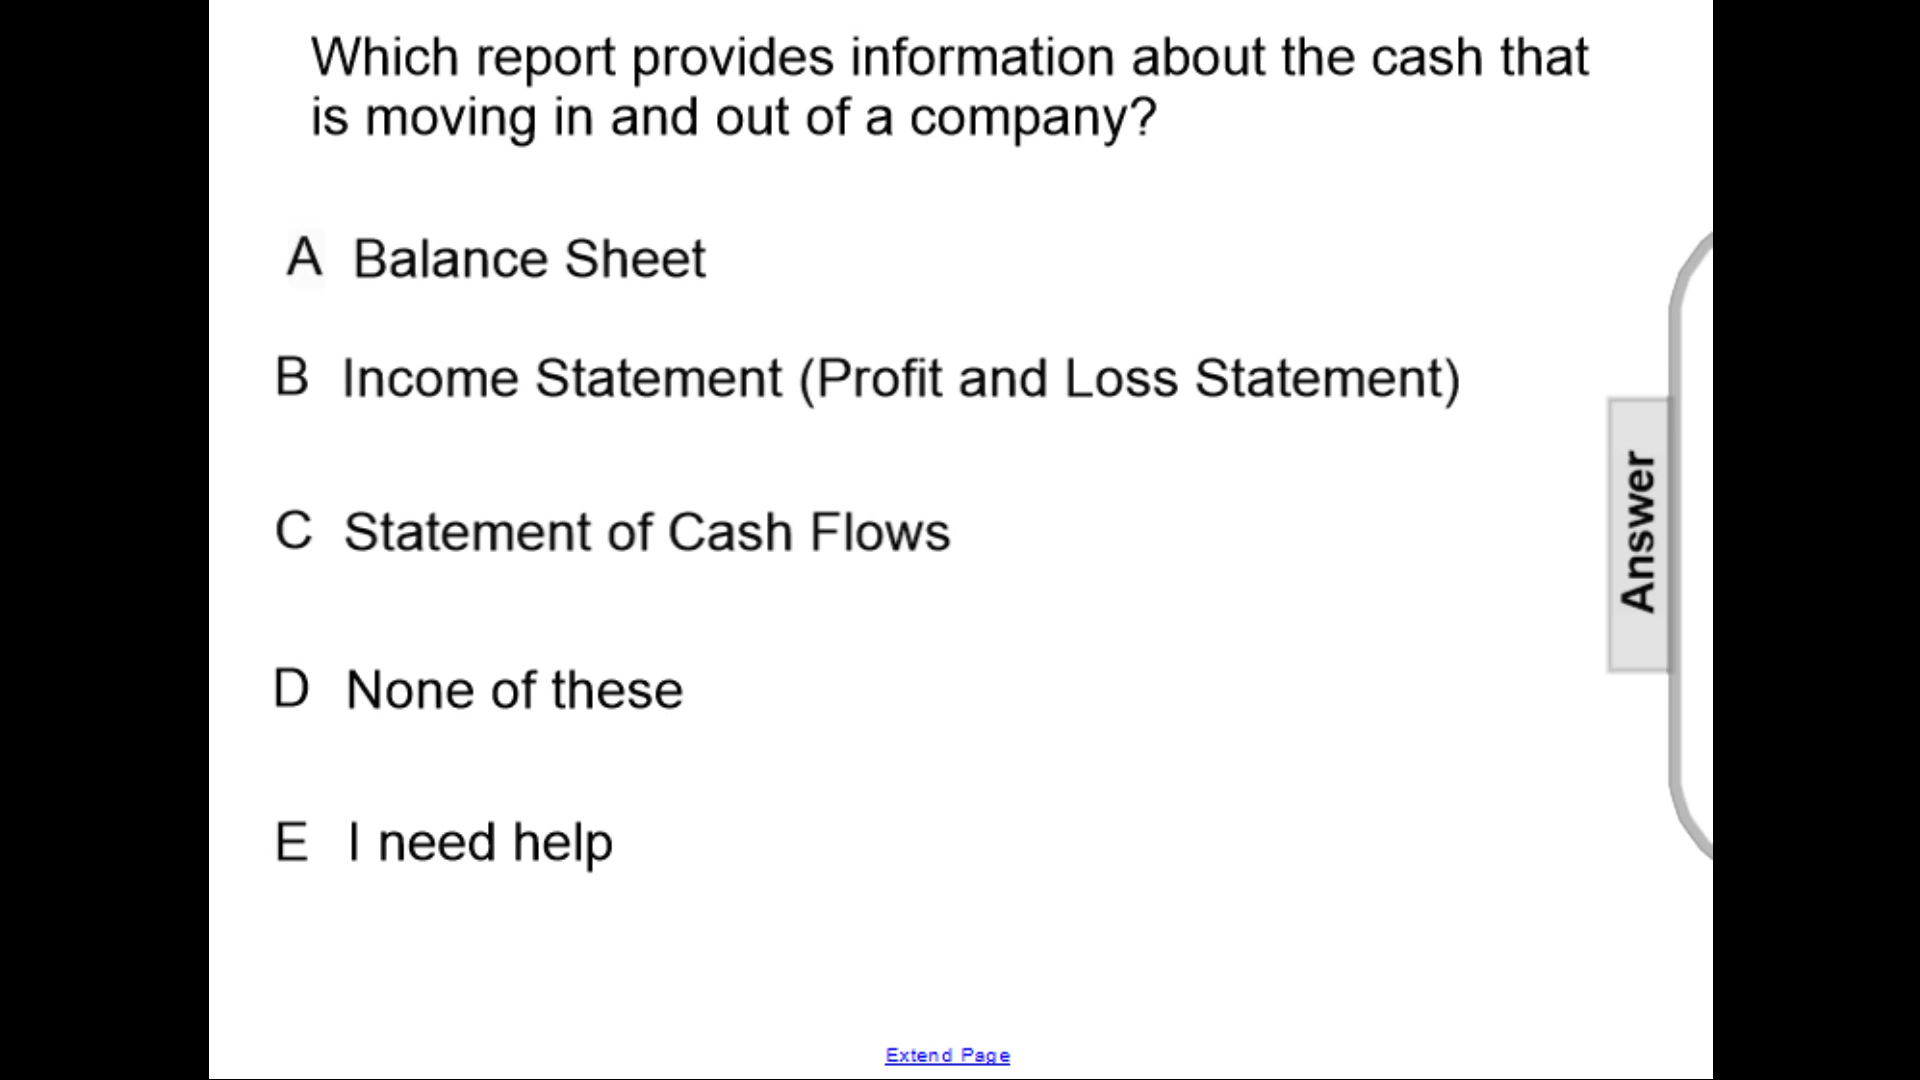 Which report provides information about the cash that
is moving in and out of a company?
A Balance Sheet
B Income Statement (Profit and Loss Statement)
C Statement of Cash Flows
D None of these
E I need help
Answer
Extend Page